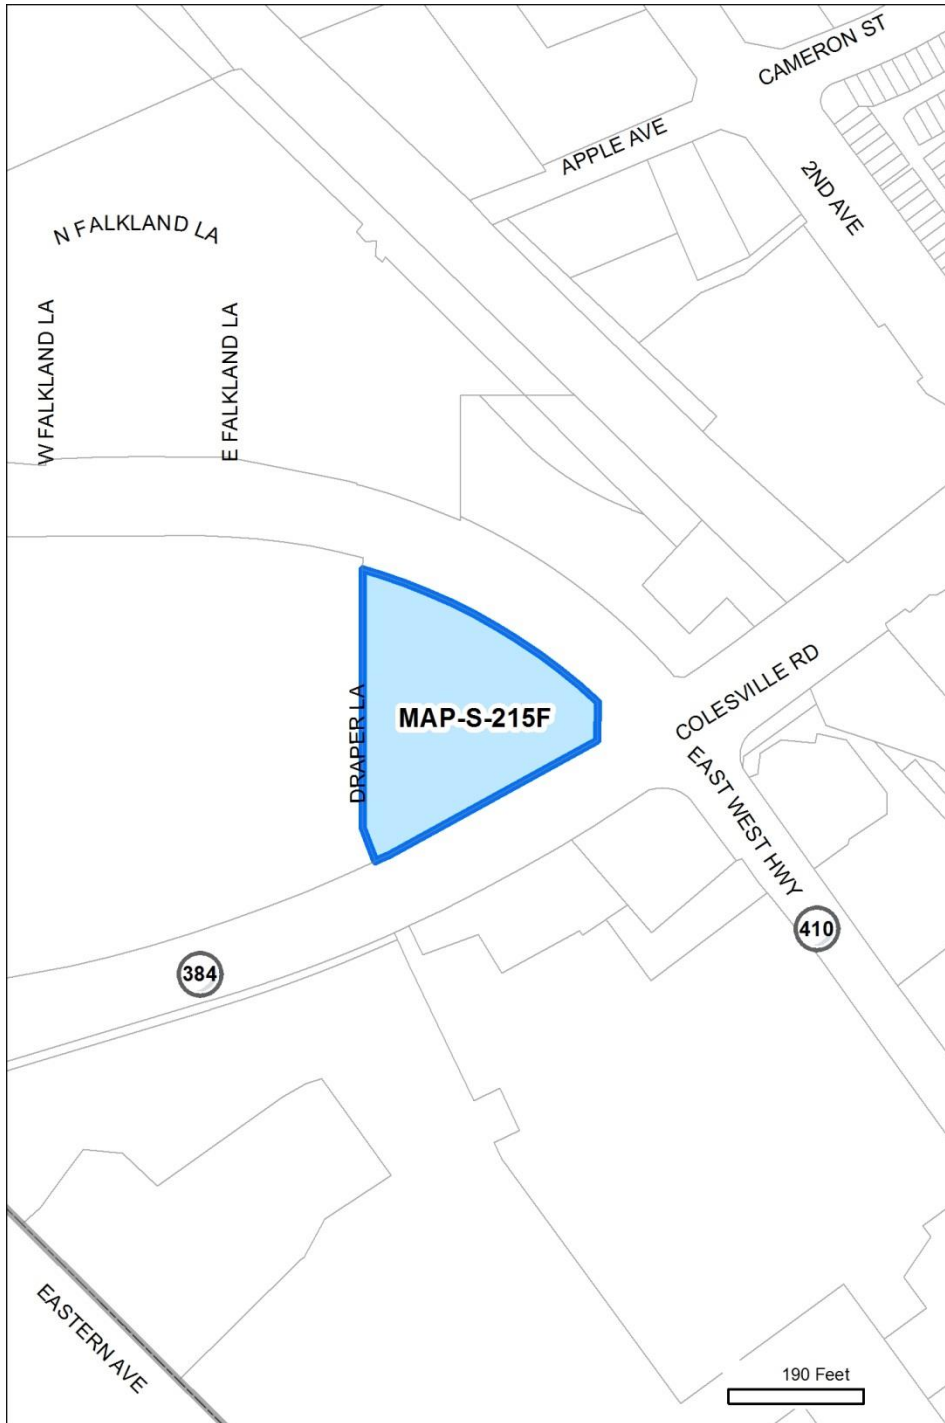 CAMERON ST
APPLE AVE
2ND AVE
N FALKLAND LA
W FALKLAND LA
E FALKLAND LA
COLESVILLE RD
DRAPER LA
MAP-S-215F
EAST WEST HWY
410
384
EASTERN AVE
190 Feet